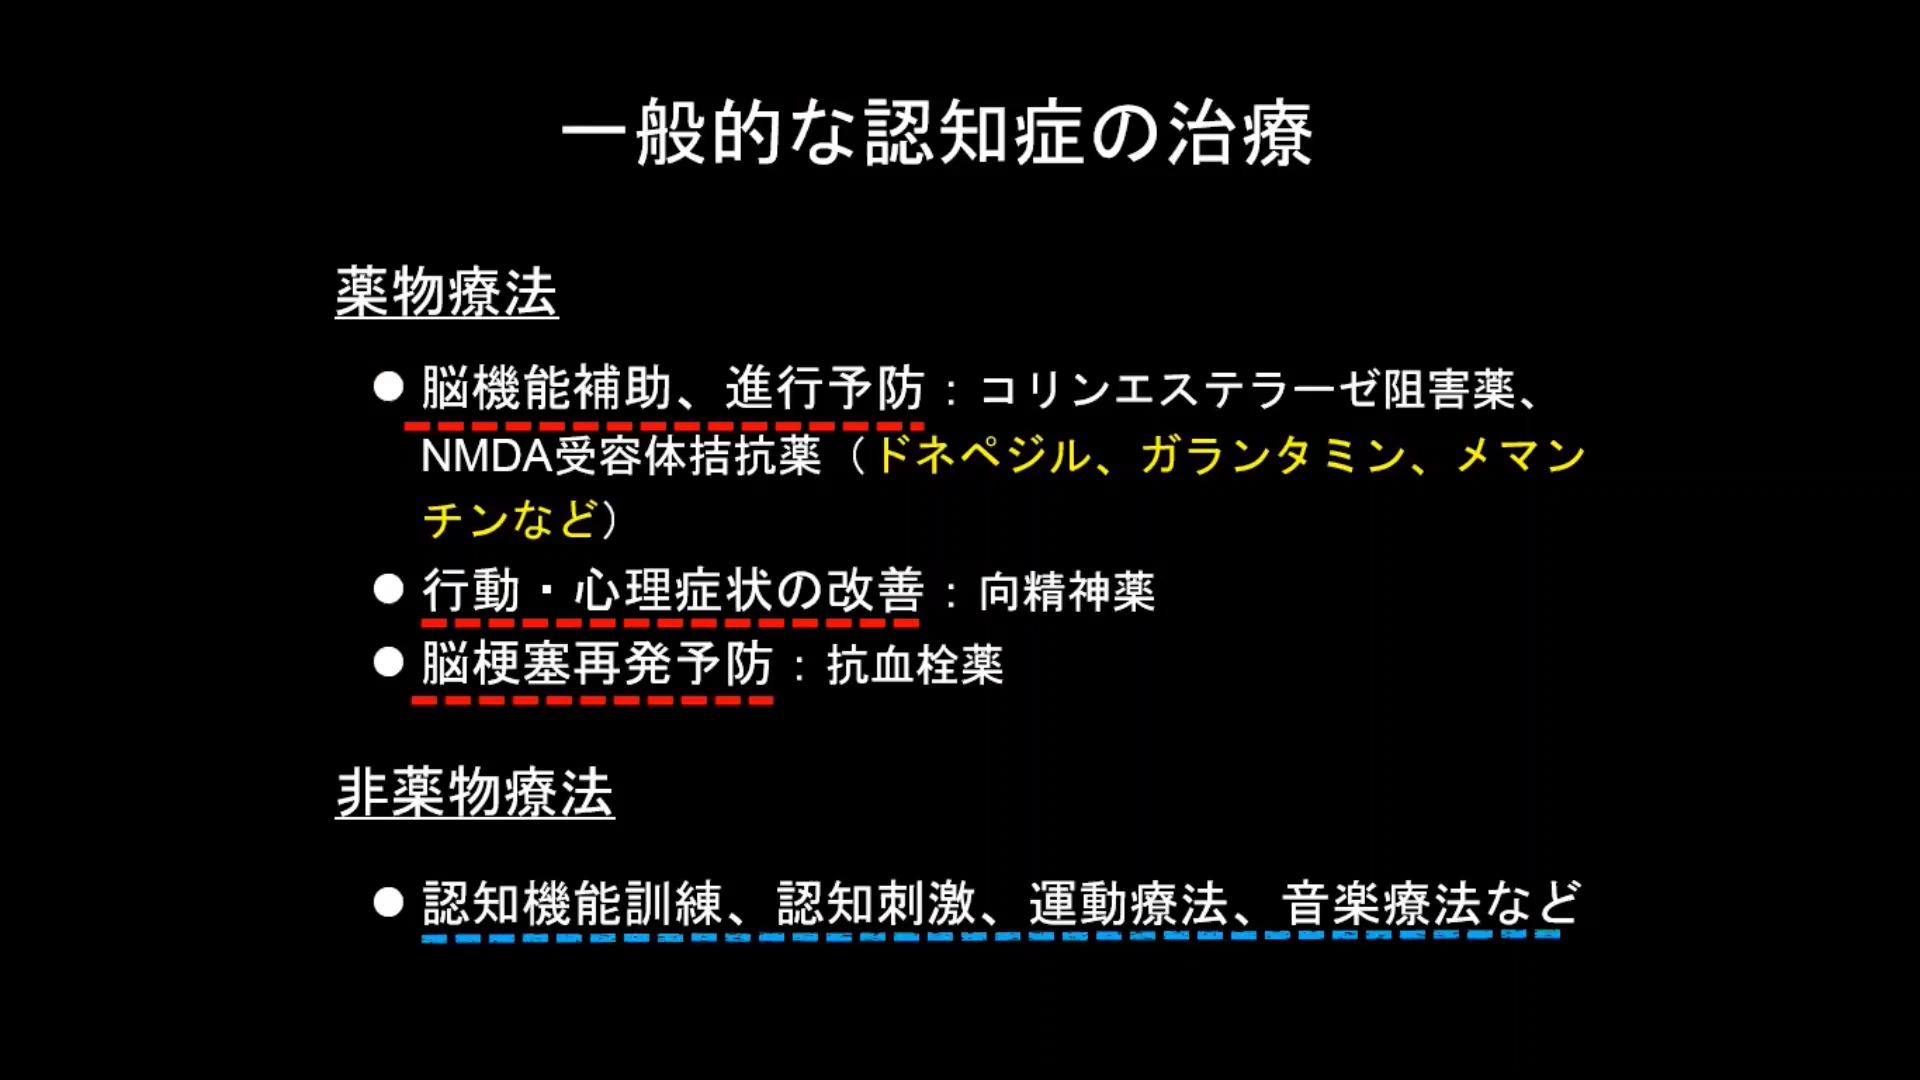 一般的な認知症の治療
薬物療法
● 脳機能補助、進行予防：コリンエステラーゼ阻害薬、
NMDA受容体拮抗薬（ドネペジル、ガランタミン、メマン
チンなど）
● 行動・心理症状の改善：向精神薬
● 脳梗塞再発予防：抗血栓薬
非薬物療法
● 認知機能訓練、認知刺激、運動療法、音楽療法など